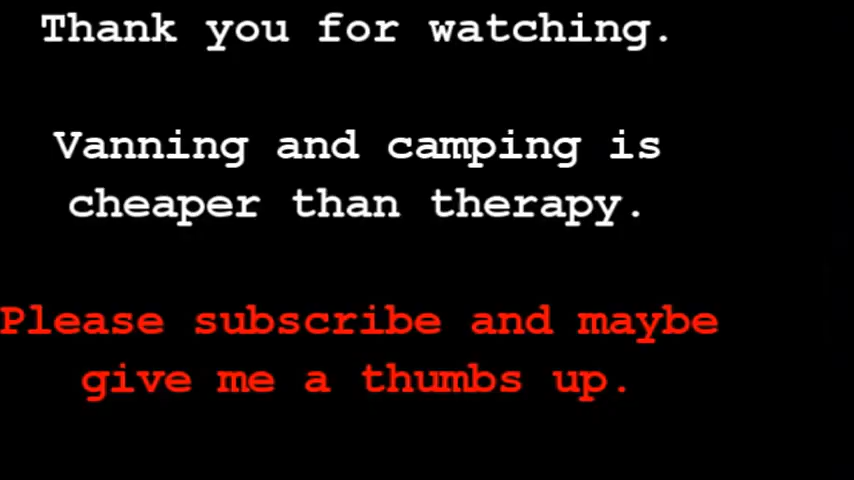 Thank you for watching.
Vanning and camping is
cheaper than therapy.
Please subscribe and maybe
give me a thumbs up.